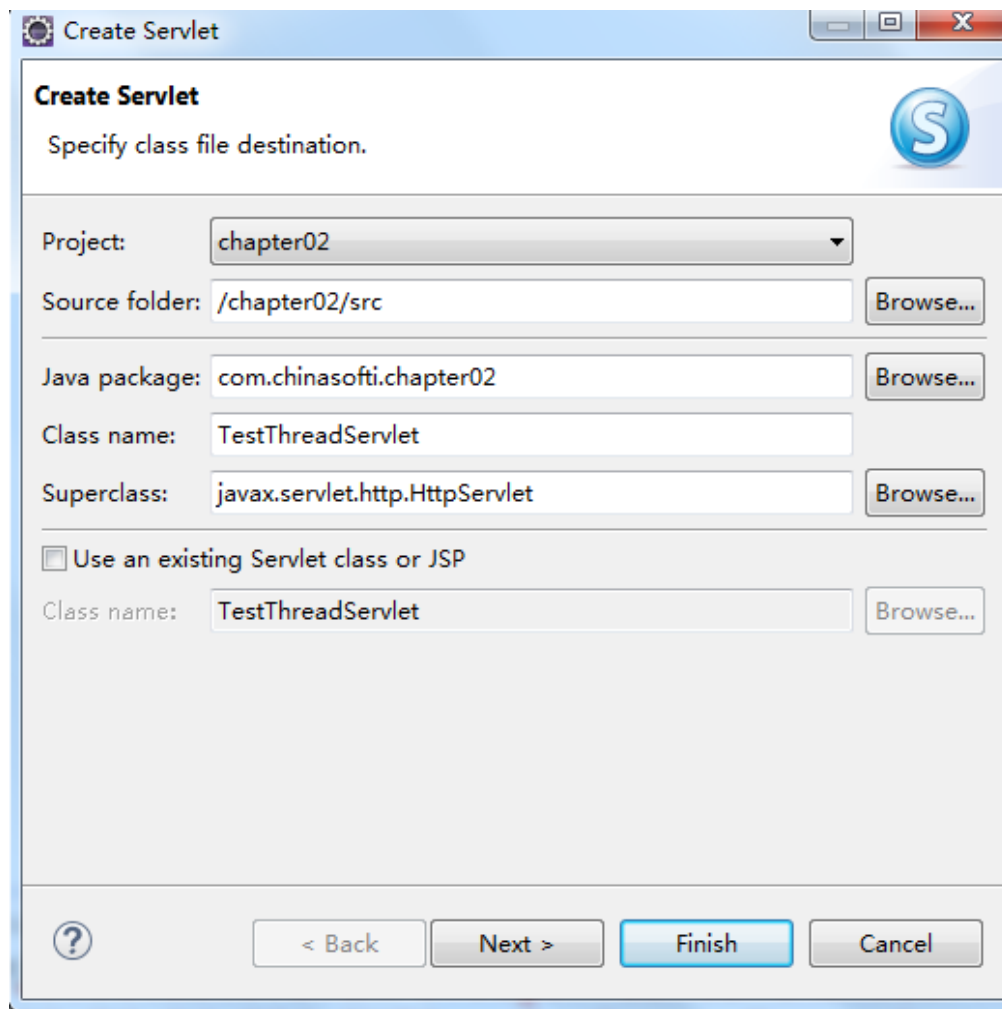 Create Servlet
Create Servlet
Specify class file destination.
Project: chapter02
Source folder: /chapter02/src Browse...
Java package: com.chinasofti.chapter02 Browse...
Class name: TestThreadServlet
Superclass: javax.servlet.http.HttpServlet Browse...
Use an existing Servlet class or JSP
Class name: TestThreadServlet Browse...
< Back Next > Finish Cancel